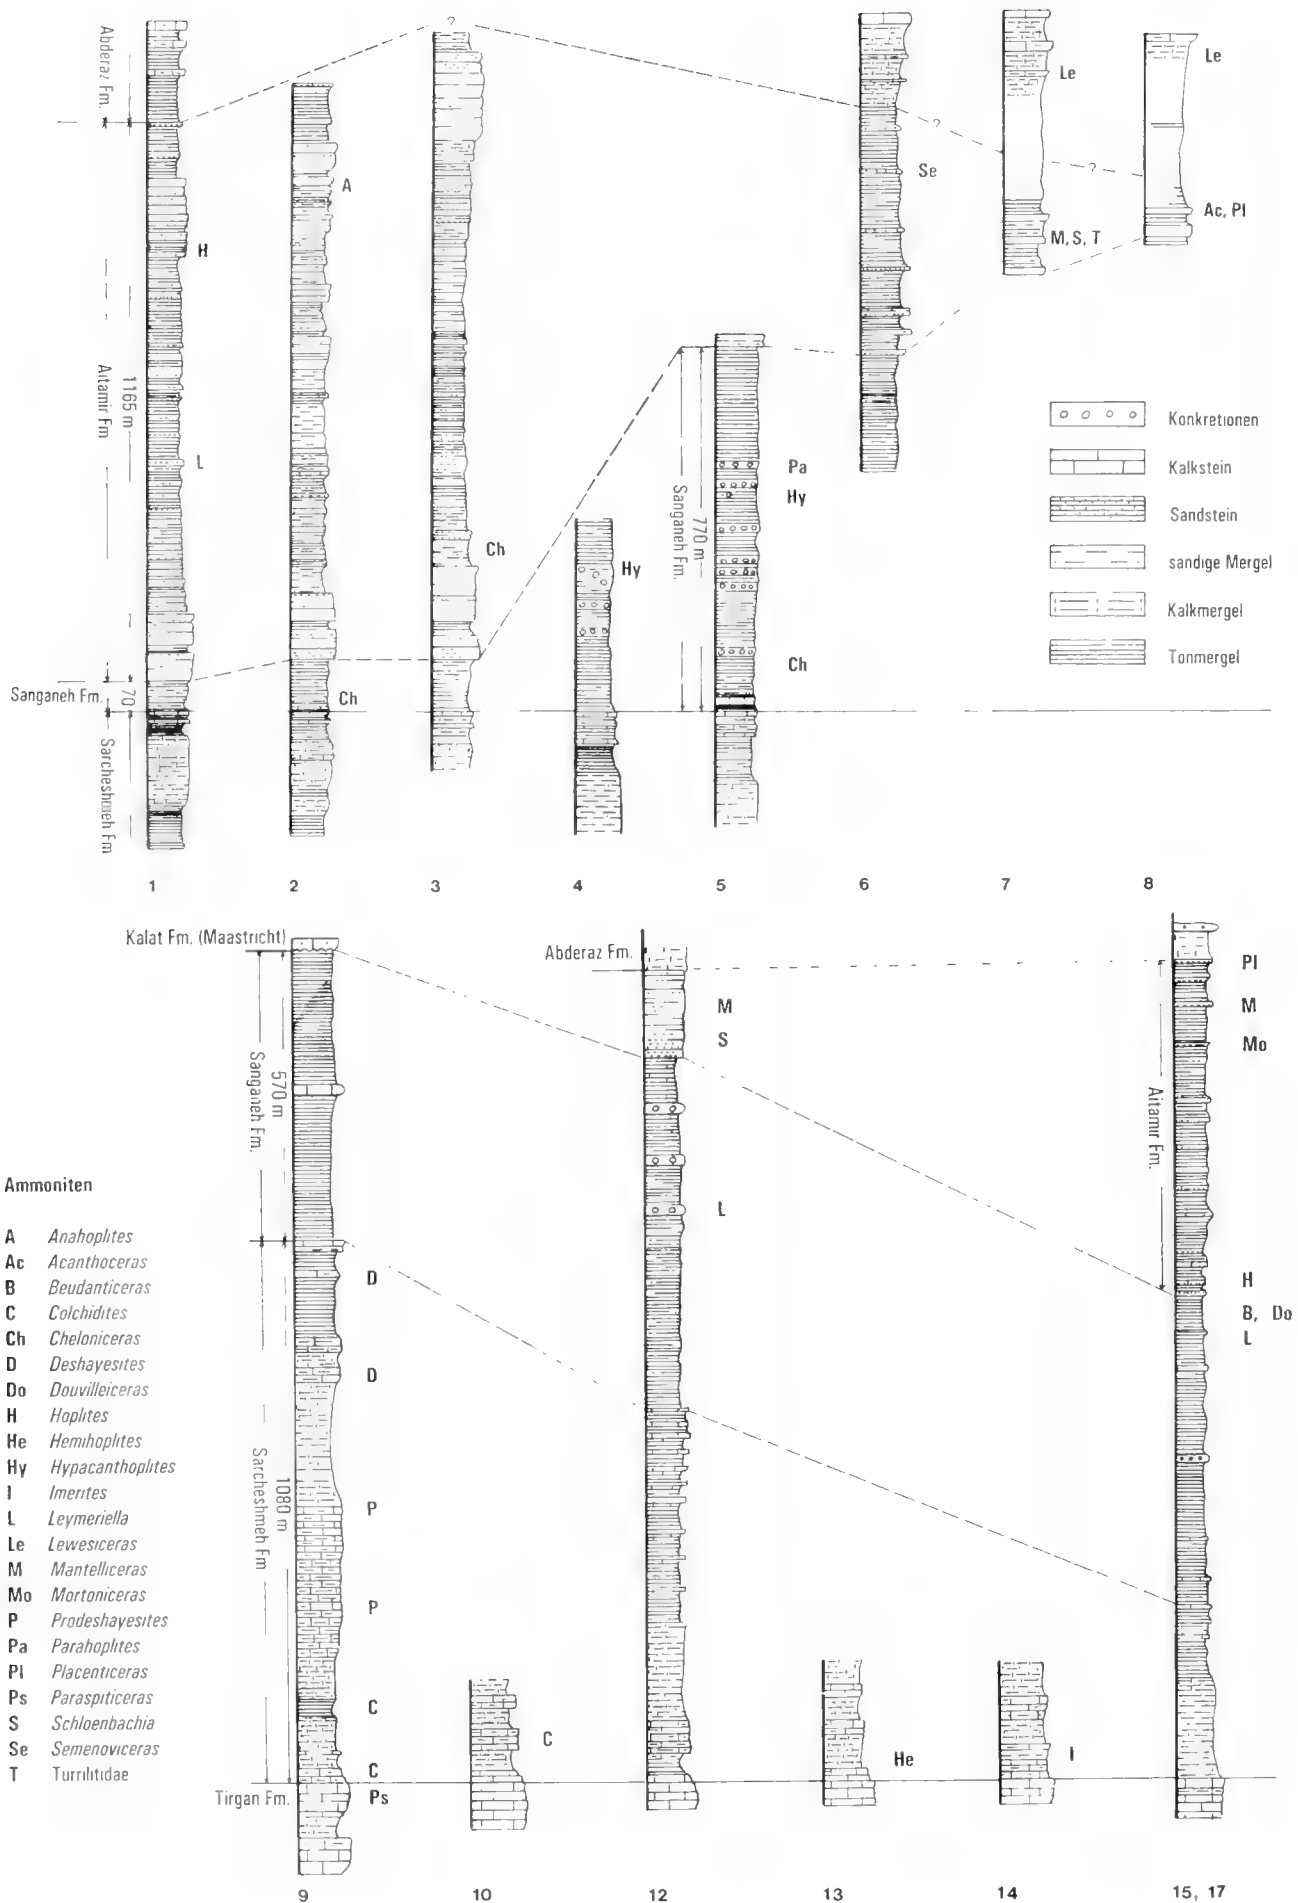 ?
Abderaz Fm.
Le
Le
A
?
Se
?
Ac, Pl
M, S, T
H
1165 m
Aitamir Fm
L
Ch
Hy
Sanganeh Fm.
770 m
Pa
Hy
Ch
Konkretionen
Kalkstein
Sandstein
sandige Mergel
Kalkmergel
Tonmergel
Sanganeh Fm.
70
Ch
Sarcheshmeh Fm
1
2
3
4
5
6
7
8
Kalat Fm. (Maastricht)
Abderaz Fm.
570 m
Sanganeh Fm.
M
S
L
Pl
M
Mo
Aitamir Fm.
H
B, Do
L
D
D
1080 m
Sarcheshmeh Fm
P
P
C
C
C
He
I
Tirgan Fm.
Ps
Ammoniten
A Anahoplites
Ac Acanthoceras
B Beudanticeras
C Colchidites
Ch Cheloniceras
D Deshayesites
Do Douvilleiceras
H Hoplites
He Hemihoplites
Hy Hypacanthoplites
I Imerites
L Leymeriella
Le Lewesiceras
M Mantelliceras
Mo Mortoniceras
P Prodeshayesites
Pa Parahoplites
Pl Placenticeras
Ps Paraspiticeras
S Schloenbachia
Se Semenoviceras
T Turrilitidae
9
10
12
13
14
15, 17